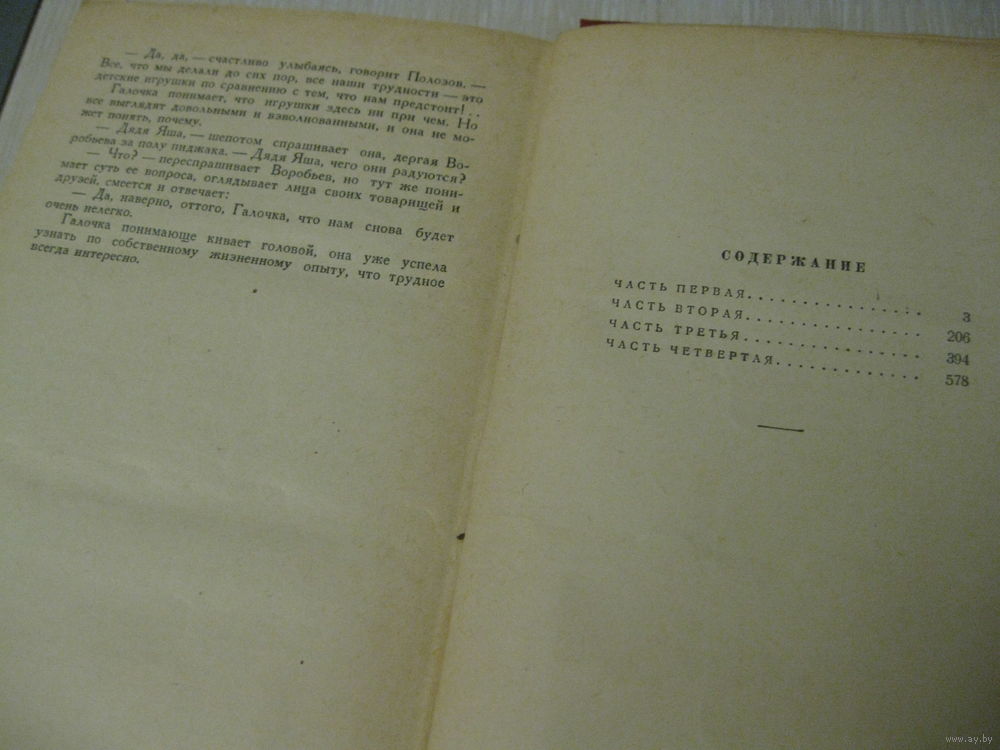 — Да, да, — счастливо улыбаясь, говорит Полозов, —
Все, что мы делали до сих пор, все наши трудности — это
детские игрушки по сравнению с тем, что нам предстоит!..
Галочка понимает, что игрушки здесь ни при чем. Но
все выглядят довольными и взволнованными, и она не мо-
жет понять, почему.
— Дядя Яша, — шепотом спрашивает она, дергая Во-
робьева за полу пиджака. — Дядя Яша, чего они радуются?
— Что? — переспрашивает Воробьев, но тут же пони-
мает суть ее вопроса, оглядывает лица своих товарищей и
друзей, смеется и отвечает:
— Да, наверно, оттого, Галочка, что нам снова будет
очень нелегко.
Галочка понимающе кивает головой, она уже успела
узнать по собственному жизненному опыту, что трудное
всегда интересно.
СОДЕРЖАНИЕ
ЧАСТЬ ПЕРВАЯ. . . . . . . . . . . . . . . . 3
ЧАСТЬ ВТОРАЯ. . . . . . . . . . . . . . . . 206
ЧАСТЬ ТРЕТЬЯ. . . . . . . . . . . . . . . . 394
ЧАСТЬ ЧЕТВЕРТАЯ. . . . . . . . . . . . . 578
www.ay.by